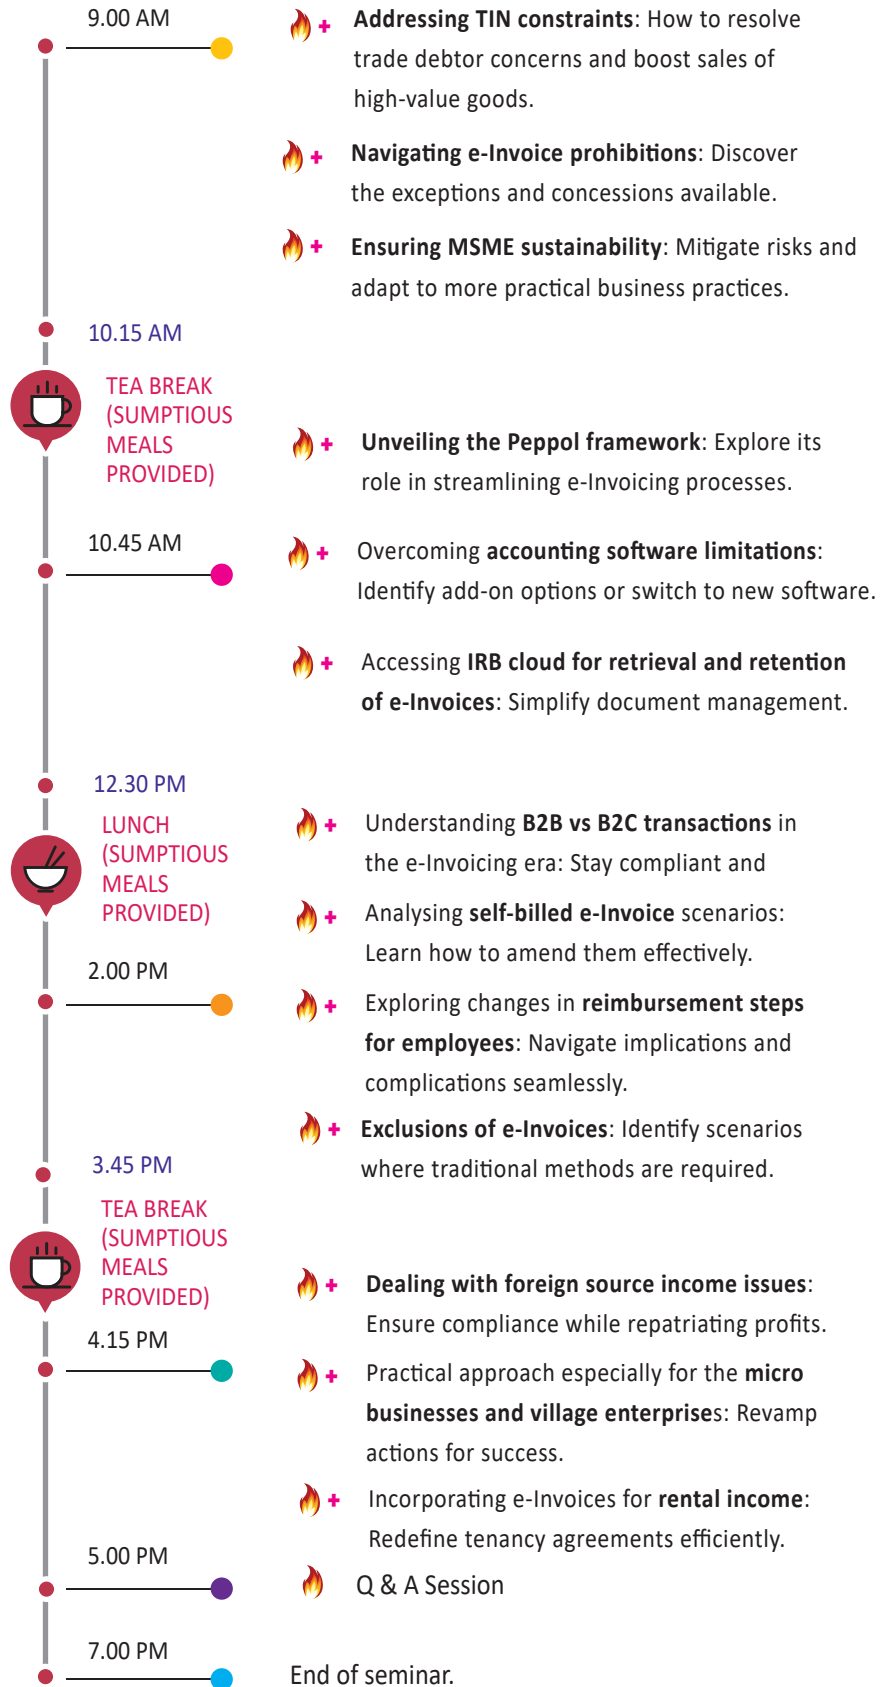 9.00 AM
Addressing TIN constraints: How to resolve
trade debtor concerns and boost sales of
high-value goods.
Navigating e-Invoice prohibitions: Discover
the exceptions and concessions available.
Ensuring MSME sustainability: Mitigate risks and
adapt to more practical business practices.
10.15 AM
TEA BREAK
(SUMPTIOUS
MEALS
PROVIDED)
Unveiling the Peppol framework: Explore its
role in streamlining e-Invoicing processes.
10.45 AM
Overcoming accounting software limitations:
Identify add-on options or switch to new software.
Accessing IRB cloud for retrieval and retention
of e-Invoices: Simplify document management.
12.30 PM
LUNCH
(SUMPTIOUS
MEALS
PROVIDED)
Understanding B2B vs B2C transactions in
the e-Invoicing era: Stay compliant and
Analysing self-billed e-Invoice scenarios:
Learn how to amend them effectively.
2.00 PM
Exploring changes in reimbursement steps
for employees: Navigate implications and
complications seamlessly.
Exclusions of e-Invoices: Identify scenarios
where traditional methods are required.
3.45 PM
TEA BREAK
(SUMPTIOUS
MEALS
PROVIDED)
Dealing with foreign source income issues:
Ensure compliance while repatriating profits.
4.15 PM
Practical approach especially for the micro
businesses and village enterprises: Revamp
actions for success.
Incorporating e-Invoices for rental income:
Redefine tenancy agreements efficiently.
5.00 PM
Q & A Session
7.00 PM
End of seminar.